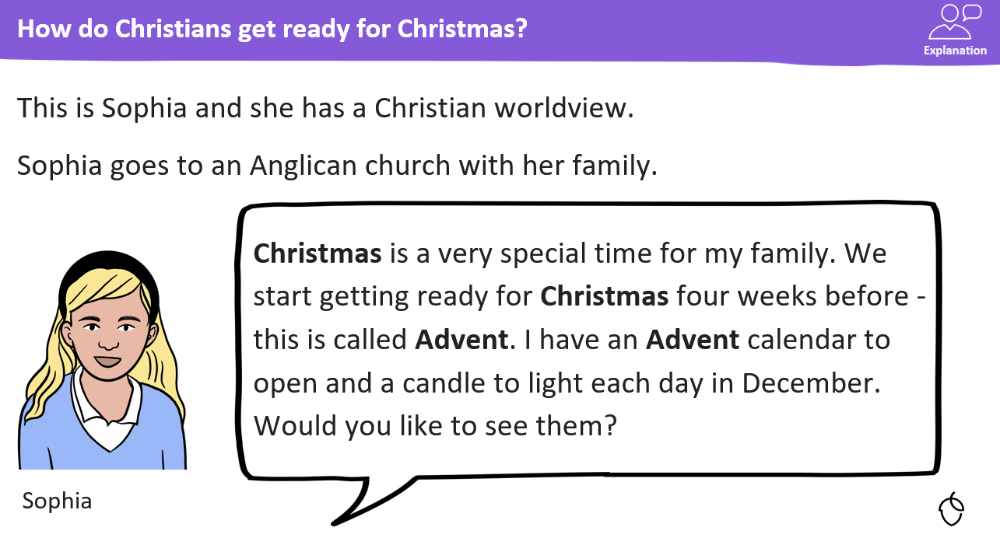 How do Christians get ready for Christmas?
Explanation
This is Sophia and she has a Christian worldview.
Sophia goes to an Anglican church with her family.
Christmas is a very special time for my family. We
start getting ready for Christmas four weeks before -
this is called Advent. I have an Advent calendar to
open and a candle to light each day in December.
Would you like to see them?
Sophia